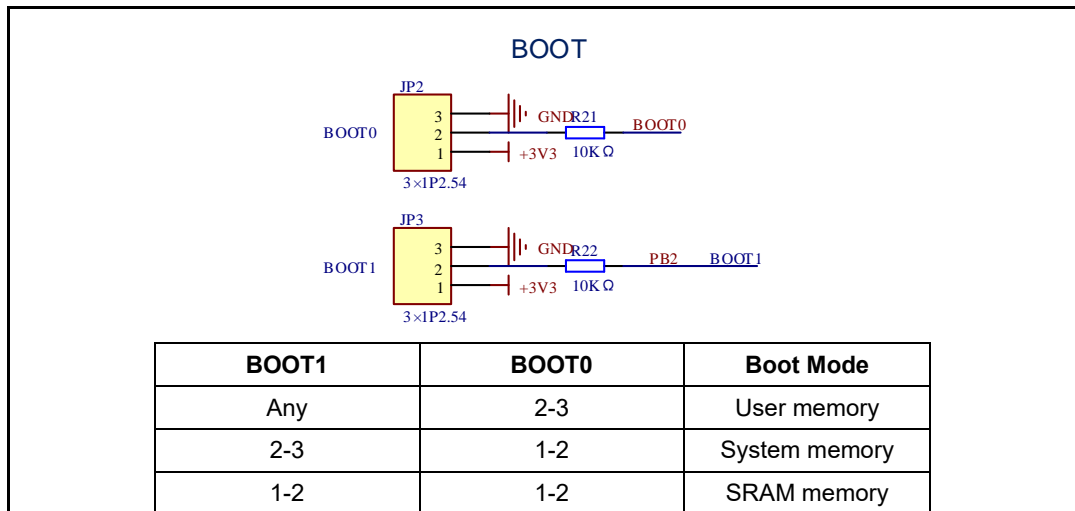 BOOT
JP2
3 GND R21
BOOT0 2 BOOT0
1 +3V3 10KΩ
3×1P2.54
JP3
3 GND R22
BOOT1 2 PB2 BOOT1
1 +3V3 10KΩ
3×1P2.54
BOOT1 BOOT0 Boot Mode
Any 2-3 User memory
2-3 1-2 System memory
1-2 1-2 SRAM memory